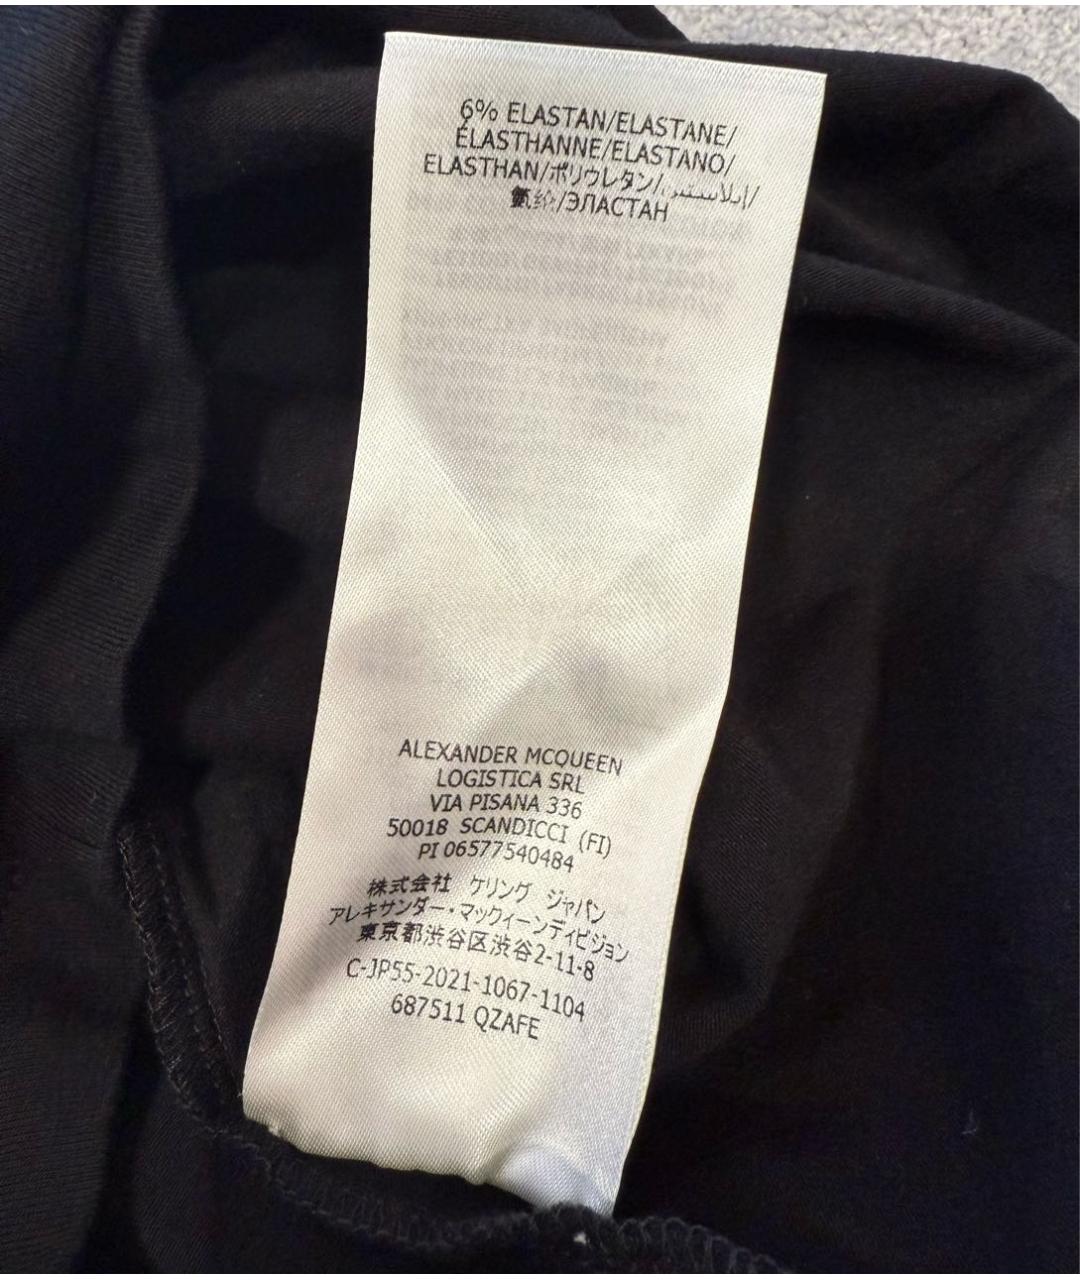 6% ELASTAN/ELASTANE/
ÉLASTHANNE/ELASTANO/
ELASTHAN/ポリウレタン/إيلاستين/
氨纶/ЭЛАСТАН
ALEXANDER MCQUEEN
LOGISTICA SRL
VIA PISANA 336
50018 SCANDICCI (FI)
PI 06577540484
株式会社 ケリング ジャパン
アレキサンダー・マックィーンディビジョン
東京都渋谷区渋谷2-11-8
C-JP55-2021-1067-1104
687511 QZAFE